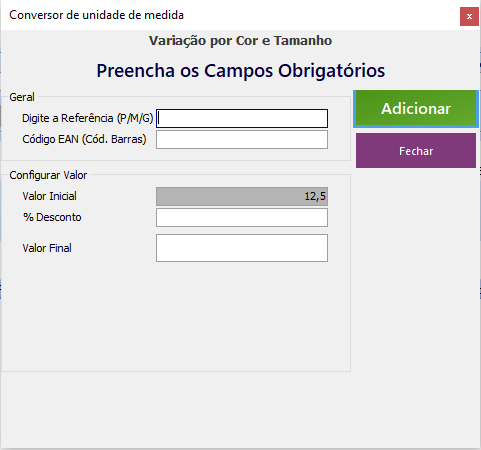 Conversor de unidade de medida
x
Variação por Cor e Tamanho
Preencha os Campos Obrigatórios
Geral
Digite a Referência (P/M/G)
Código EAN (Cód. Barras)
Adicionar
Fechar
Configurar Valor
Valor Inicial 12,5
% Desconto
Valor Final